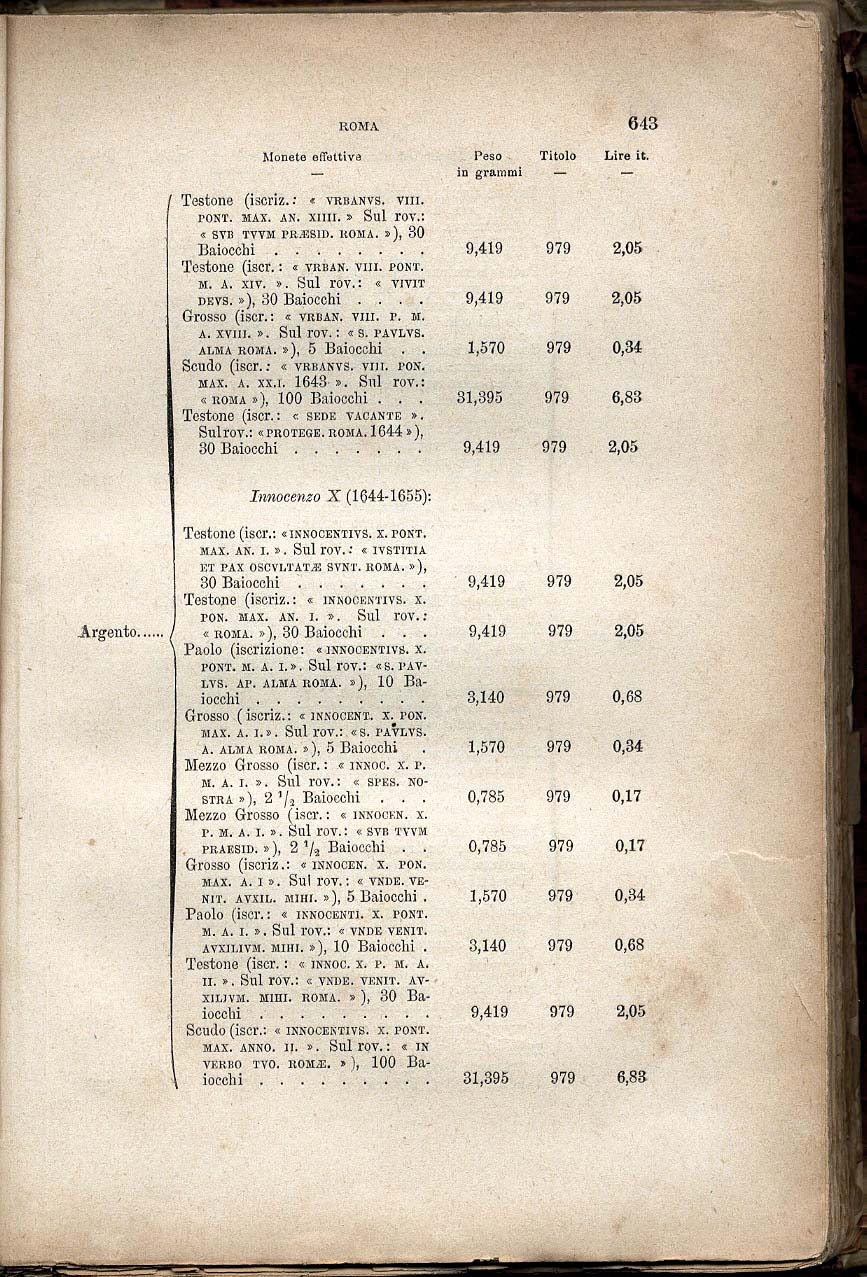 ROMA 643
Monete effettive Peso Titolo Lire it.
— in grammi — —
Testone (iscriz.: « VRBANVS. VIII.
PONT. MAX. AN. XIIII. » Sul rov.:
« SVB TVVM PRÆSID. ROMA. »), 30
Baiocchi . . . . . . . . 9,419 979 2,05
Testone (iscr.: « VRBAN. VIII. PONT.
M. A. XIV. ». Sul rov.: « VIVIT
DEVS. »), 30 Baiocchi . . . . 9,419 979 2,05
Grosso (iscr.: « VRBAN. VIII. P. M.
A. XVIII. ». Sul rov.: « S. PAVLVS.
ALMA ROMA. »), 5 Baiocchi . . 1,570 979 0,34
Scudo (iscr.: « VRBANVS. VIII. PON.
MAX. A. XX.I. 1643 ». Sul rov.:
« ROMA »), 100 Baiocchi . . . 31,395 979 6,83
Testone (iscr.: « SEDE VACANTE ».
Sul rov.: «PROTEGE. ROMA. 1644 »),
30 Baiocchi . . . . . . . 9,419 979 2,05
Innocenzo X (1644-1655):
Testone (iscr.: «INNOCENTIVS. X. PONT.
MAX. AN. I. ». Sul rov.: « IVSTITIA
ET PAX OSCVLTATÆ SVNT. ROMA. »),
30 Baiocchi . . . . . . . 9,419 979 2,05
Testone (iscriz.: « INNOCENTIVS. X.
PON. MAX. AN. I. ». Sul rov.:
Argento...... « ROMA. »), 30 Baiocchi . . . 9,419 979 2,05
Paolo (iscrizione: « INNOCENTIVS. X.
PONT. M. A. I.». Sul rov.: «S. PAV-
LVS. AP. ALMA ROMA. »), 10 Ba-
iocchi . . . . . . . . . 3,140 979 0,68
Grosso (iscriz.: « INNOCENT. X. PON.
MAX. A. I.». Sul rov.: «S. PAVLVS.
A. ALMA ROMA. »), 5 Baiocchi . 1,570 979 0,34
Mezzo Grosso (iscr.: « INNOC. X. P.
M. A. I. ». Sul rov.: « SPES. NO-
STRA »), 2 1/2 Baiocchi . . . 0,785 979 0,17
Mezzo Grosso (iscr.: « INNOCEN. X.
P. M. A. I. ». Sul rov.: « SVB TVVM
PRAESID. »), 2 1/2 Baiocchi . . 0,785 979 0,17
Grosso (iscriz.: « INNOCEN. X. PON.
MAX. A. I ». Sul rov.: « VNDE. VE-
NIT. AVXIL. MIHI. »), 5 Baiocchi . 1,570 979 0,34
Paolo (iscr.: « INNOCENTI. X. PONT.
M. A. I. ». Sul rov.: « VNDE VENIT.
AVXILIVM. MIHI. »), 10 Baiocchi . 3,140 979 0,68
Testone (iscr.: « INNOC. X. P. M. A.
II. ». Sul rov.: « VNDE. VENIT. AV-
XILIVM. MIHI. ROMA. » ), 30 Ba-
iocchi . . . . . . . . . 9,419 979 2,05
Scudo (iscr.: « INNOCENTIVS. X. PONT.
MAX. ANNO. II. ». Sul rov.: « IN
VERBO TVO. ROMÆ. » ), 100 Ba-
iocchi . . . . . . . . . 31,395 979 6,83